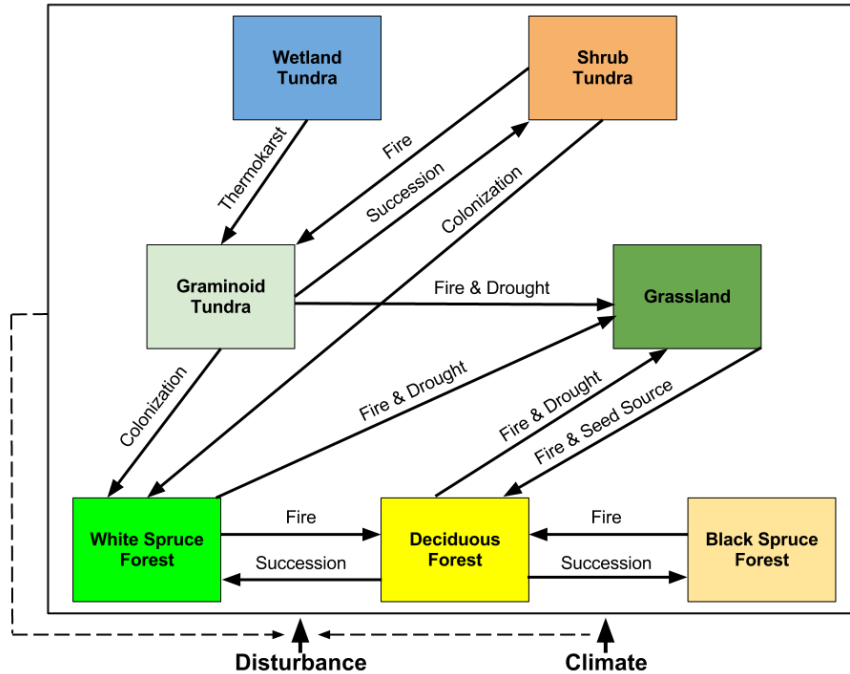 Wetland
Tundra
Shrub
Tundra
Thermokarst
Fire
Succession
Colonization
Graminoid
Tundra
Fire & Drought
Grassland
Colonization
Fire & Drought
Fire & Drought
Fire & Seed Source
White Spruce
Forest
Fire
Succession
Deciduous
Forest
Fire
Succession
Black Spruce
Forest
Disturbance
Climate